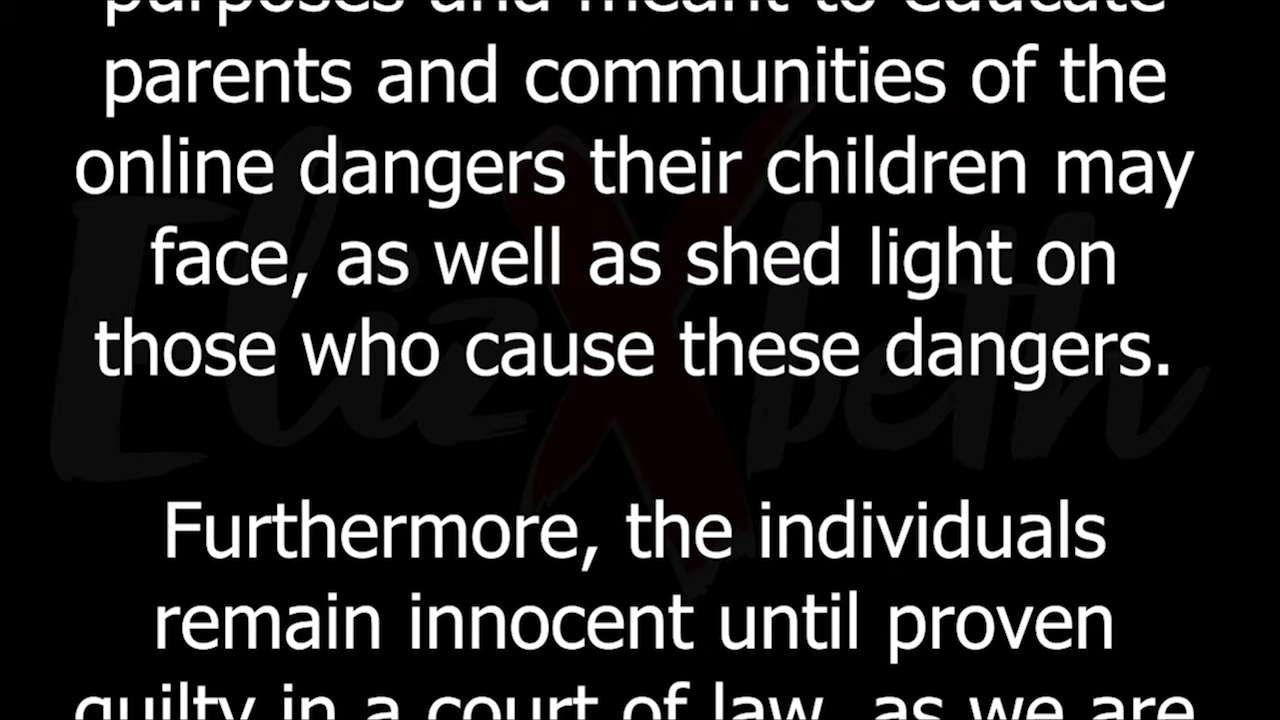 purposes and meant to educate
parents and communities of the
online dangers their children may
face, as well as shed light on
those who cause these dangers.
Furthermore, the individuals
remain innocent until proven
guilty in a court of law, as we are
ElizXbeth